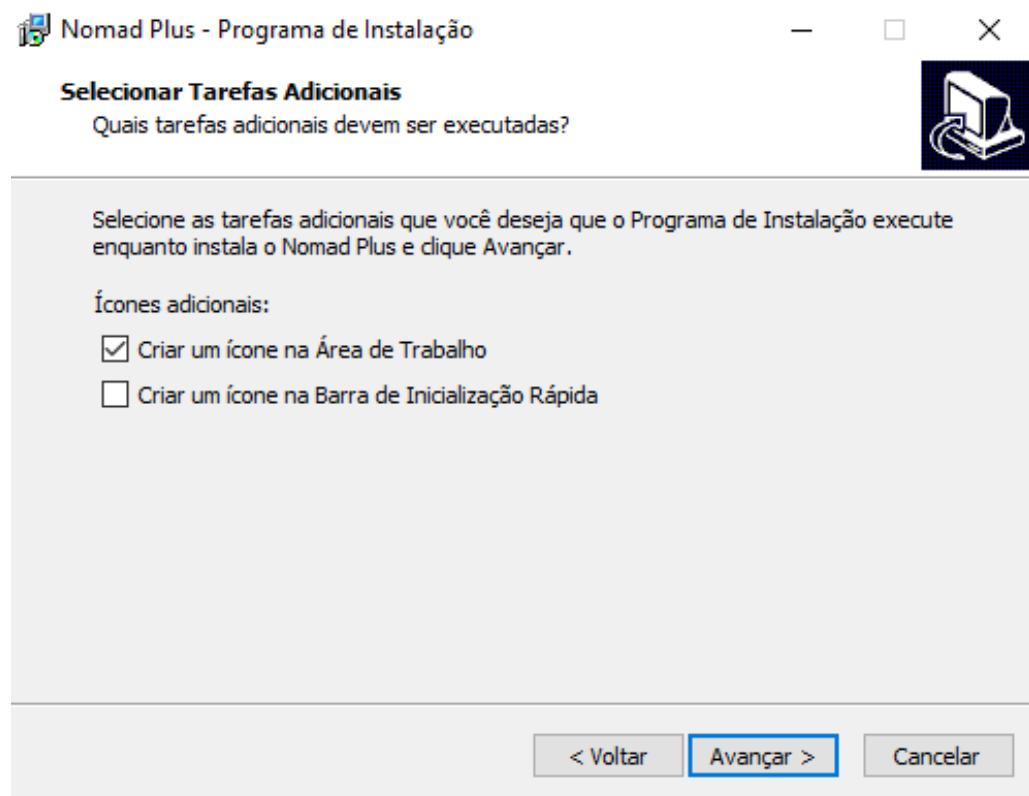 Nomad Plus - Programa de Instalação
Selecionar Tarefas Adicionais
Quais tarefas adicionais devem ser executadas?
Selecione as tarefas adicionais que você deseja que o Programa de Instalação execute
enquanto instala o Nomad Plus e clique Avançar.
Ícones adicionais:
Criar um ícone na Área de Trabalho
Criar um ícone na Barra de Inicialização Rápida
< Voltar
Avançar >
Cancelar